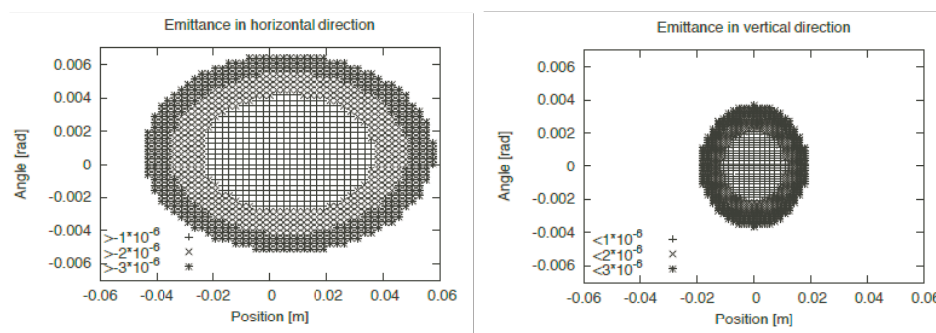 Emittance in horizontal direction
0.006
0.004
0.002
0
-0.002
-0.004
-0.006
Angle [rad]
>-1*10-6
>-2*10-6
>-3*10-6
-0.06 -0.04 -0.02 0 0.02 0.04 0.06
Position [m]
Emittance in vertical direction
0.006
0.004
0.002
0
-0.002
-0.004
-0.006
Angle [rad]
<1*10-6
<2*10-6
<3*10-6
-0.06 -0.04 -0.02 0 0.02 0.04 0.06
Position [m]